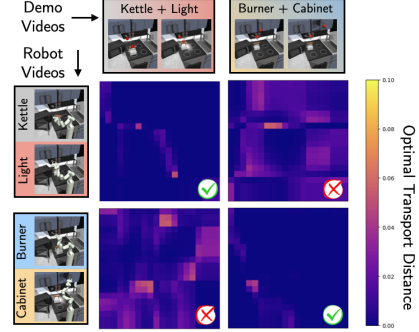 Demo
Videos
Kettle + Light
Burner + Cabinet
Robot
Videos
Kettle
Light
Burner
Cabinet
0.10
0.08
0.06
0.04
0.02
0.00
Optimal Transport Distance